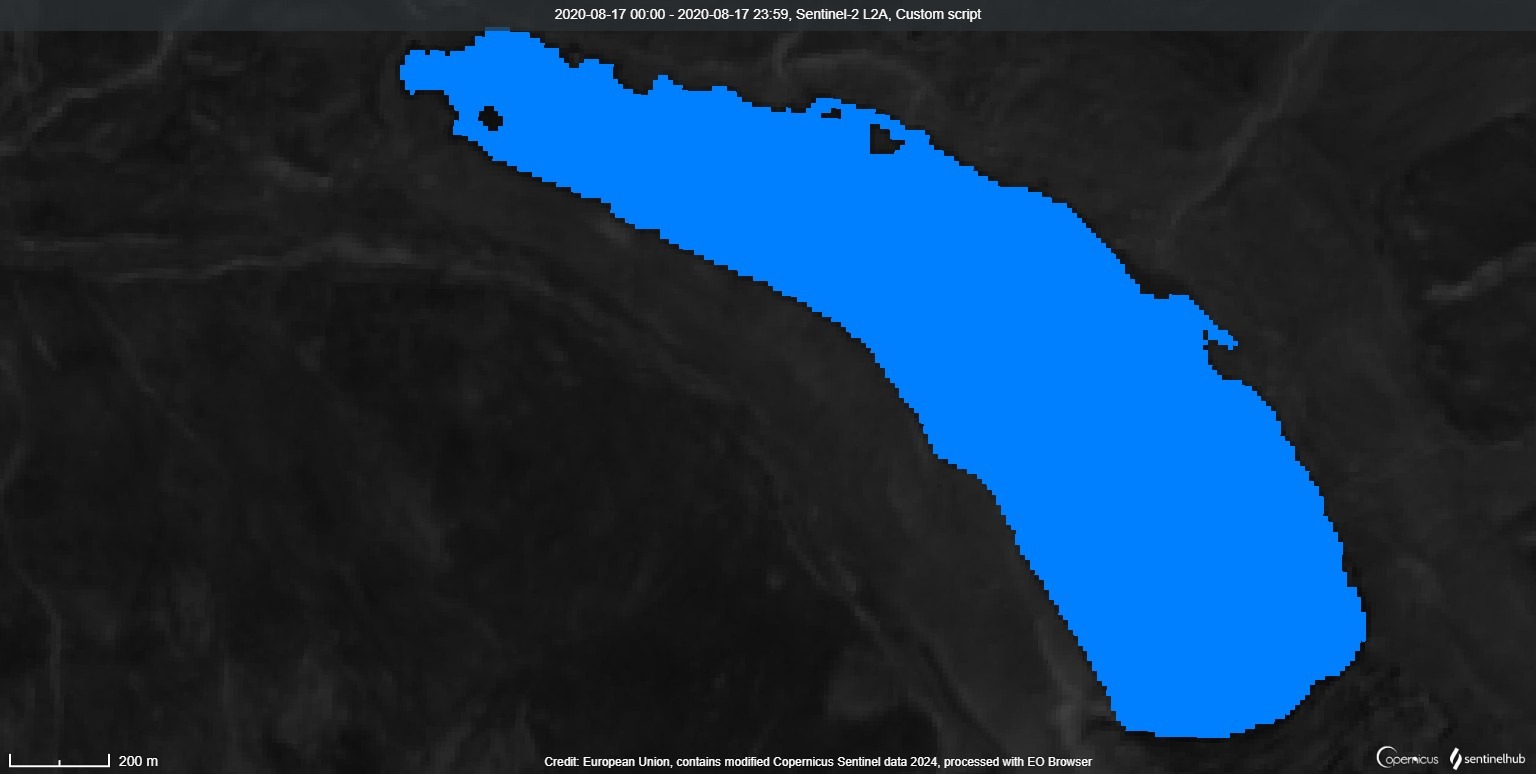 2020-08-17 00:00 - 2020-08-17 23:59, Sentinel-2 L2A, Custom script
200 m
Credit: European Union, contains modified Copernicus Sentinel data 2024, processed with EO Browser
opernicus
sentinelhub